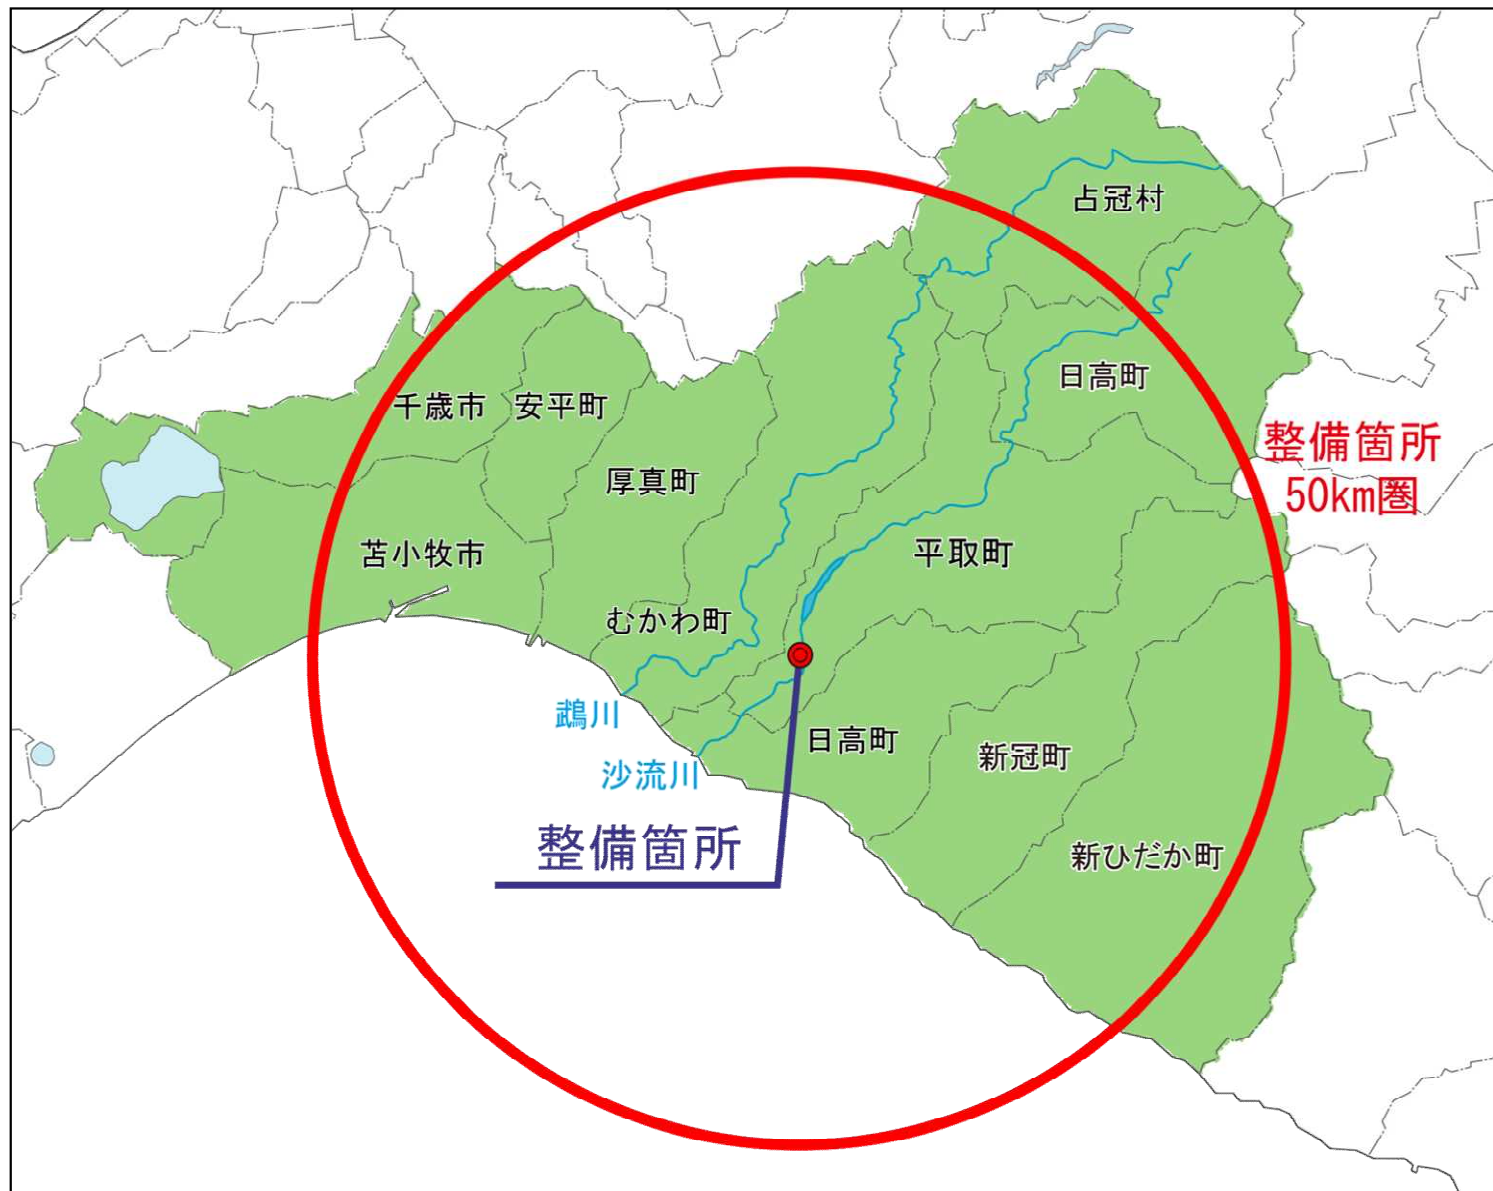 占冠村
日高町
千歳市
安平町
整備箇所
50km圏
厚真町
苫小牧市
平取町
むかわ町
鵡川
日高町
新冠町
沙流川
整備箇所
新ひだか町